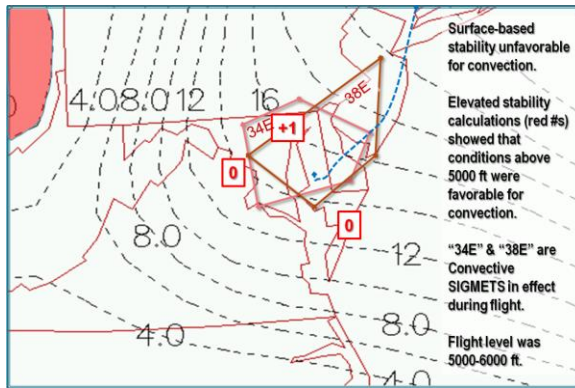 Surface-based
stability unfavorable
for convection.
Elevated stability
calculations (red #s)
showed that
conditions above
5000 ft were
favorable for
convection.
"34E" & "38E" are
Convective
SIGMETS in effect
during flight.
Flight level was
5000-6000 ft.
4.0 8.0 12 16
34E
38E
+1
0
0
8.0
12
8.0
4.0
4.0